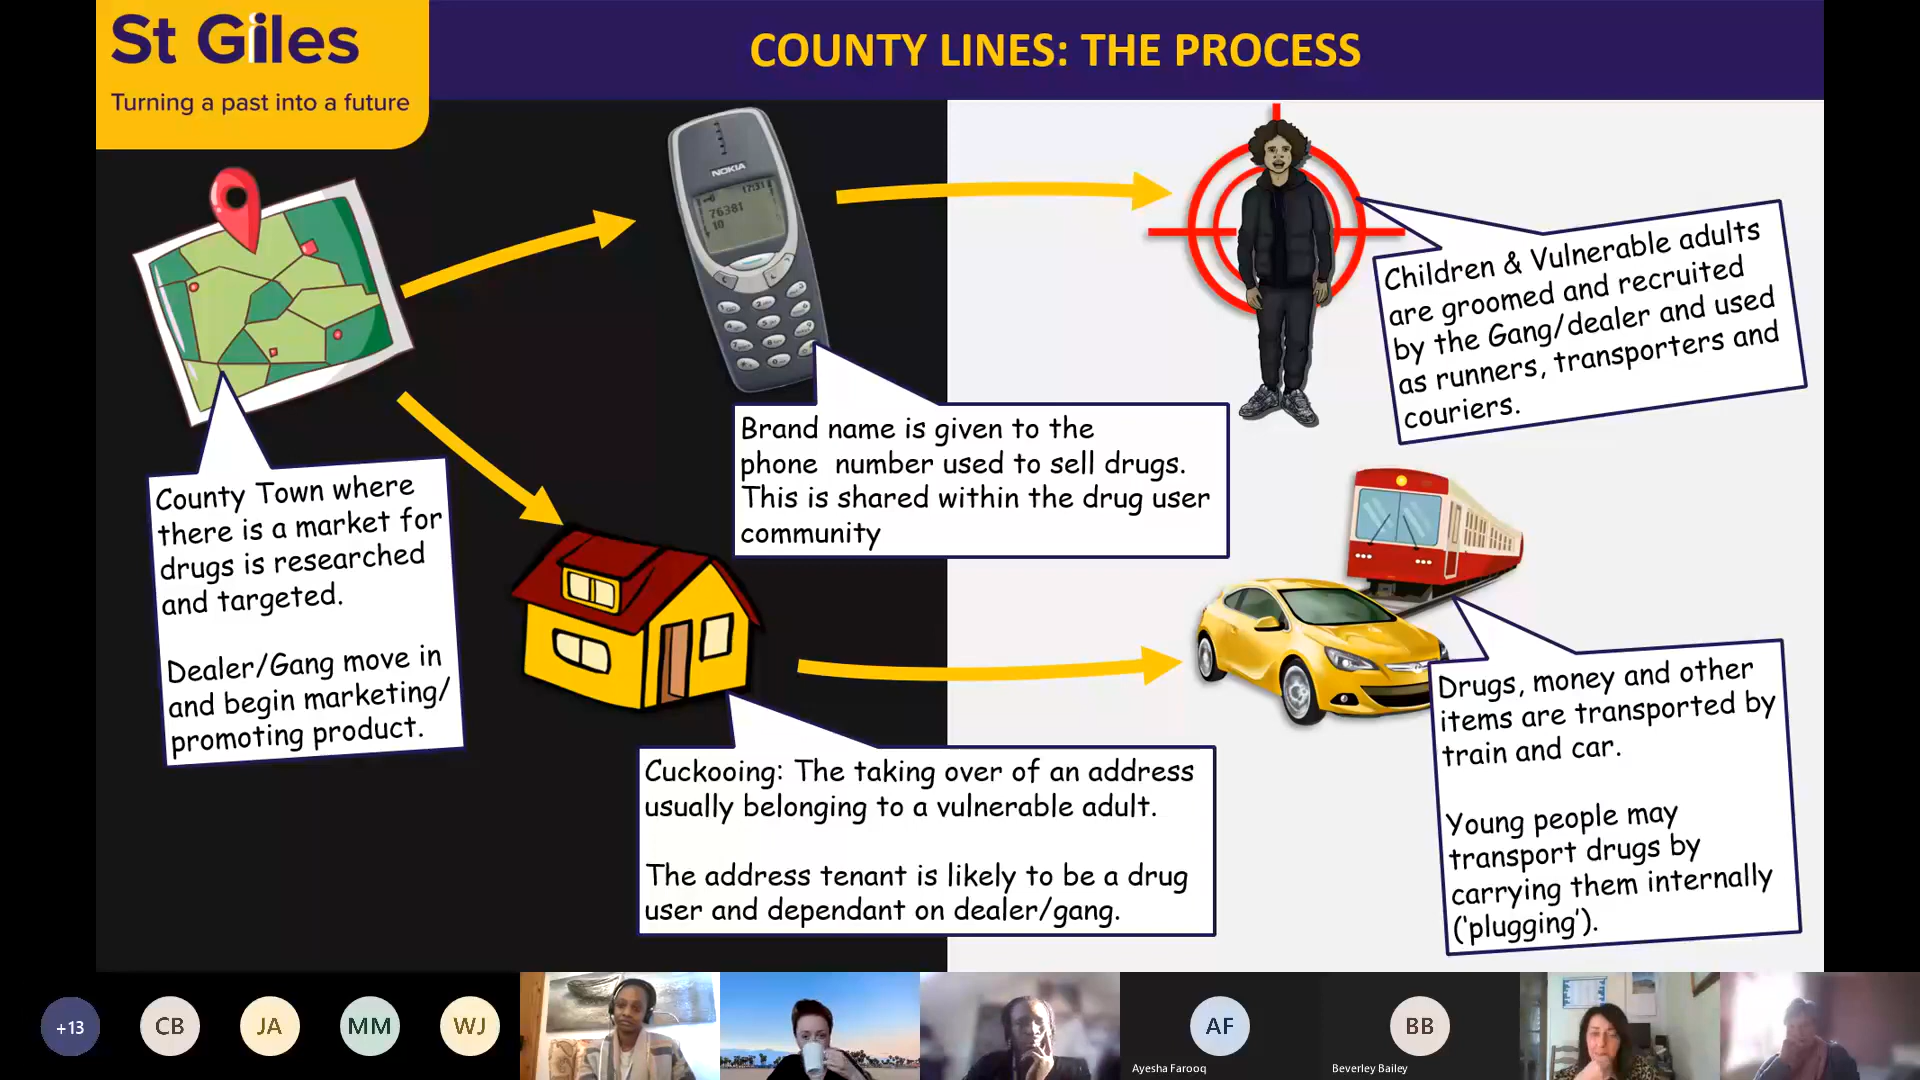 St Giles
Turning a past into a future
COUNTY LINES: THE PROCESS
NOKIA
17:31
76381
10
Children & Vulnerable adults
are groomed and recruited
by the Gang/dealer and used
as runners, transporters and
couriers.
Brand name is given to the
phone number used to sell drugs.
This is shared within the drug user
community
County Town where
there is a market for
drugs is researched
and targeted.
Dealer/Gang move in
and begin marketing/
promoting product.
Cuckooing: The taking over of an address
usually belonging to a vulnerable adult.
The address tenant is likely to be a drug
user and dependant on dealer/gang.
Drugs, money and other
items are transported by
train and car.
Young people may
transport drugs by
carrying them internally
('plugging').
+13
CB
JA
MM
WJ
AF
Ayesha Farooq
BB
Beverley Bailey